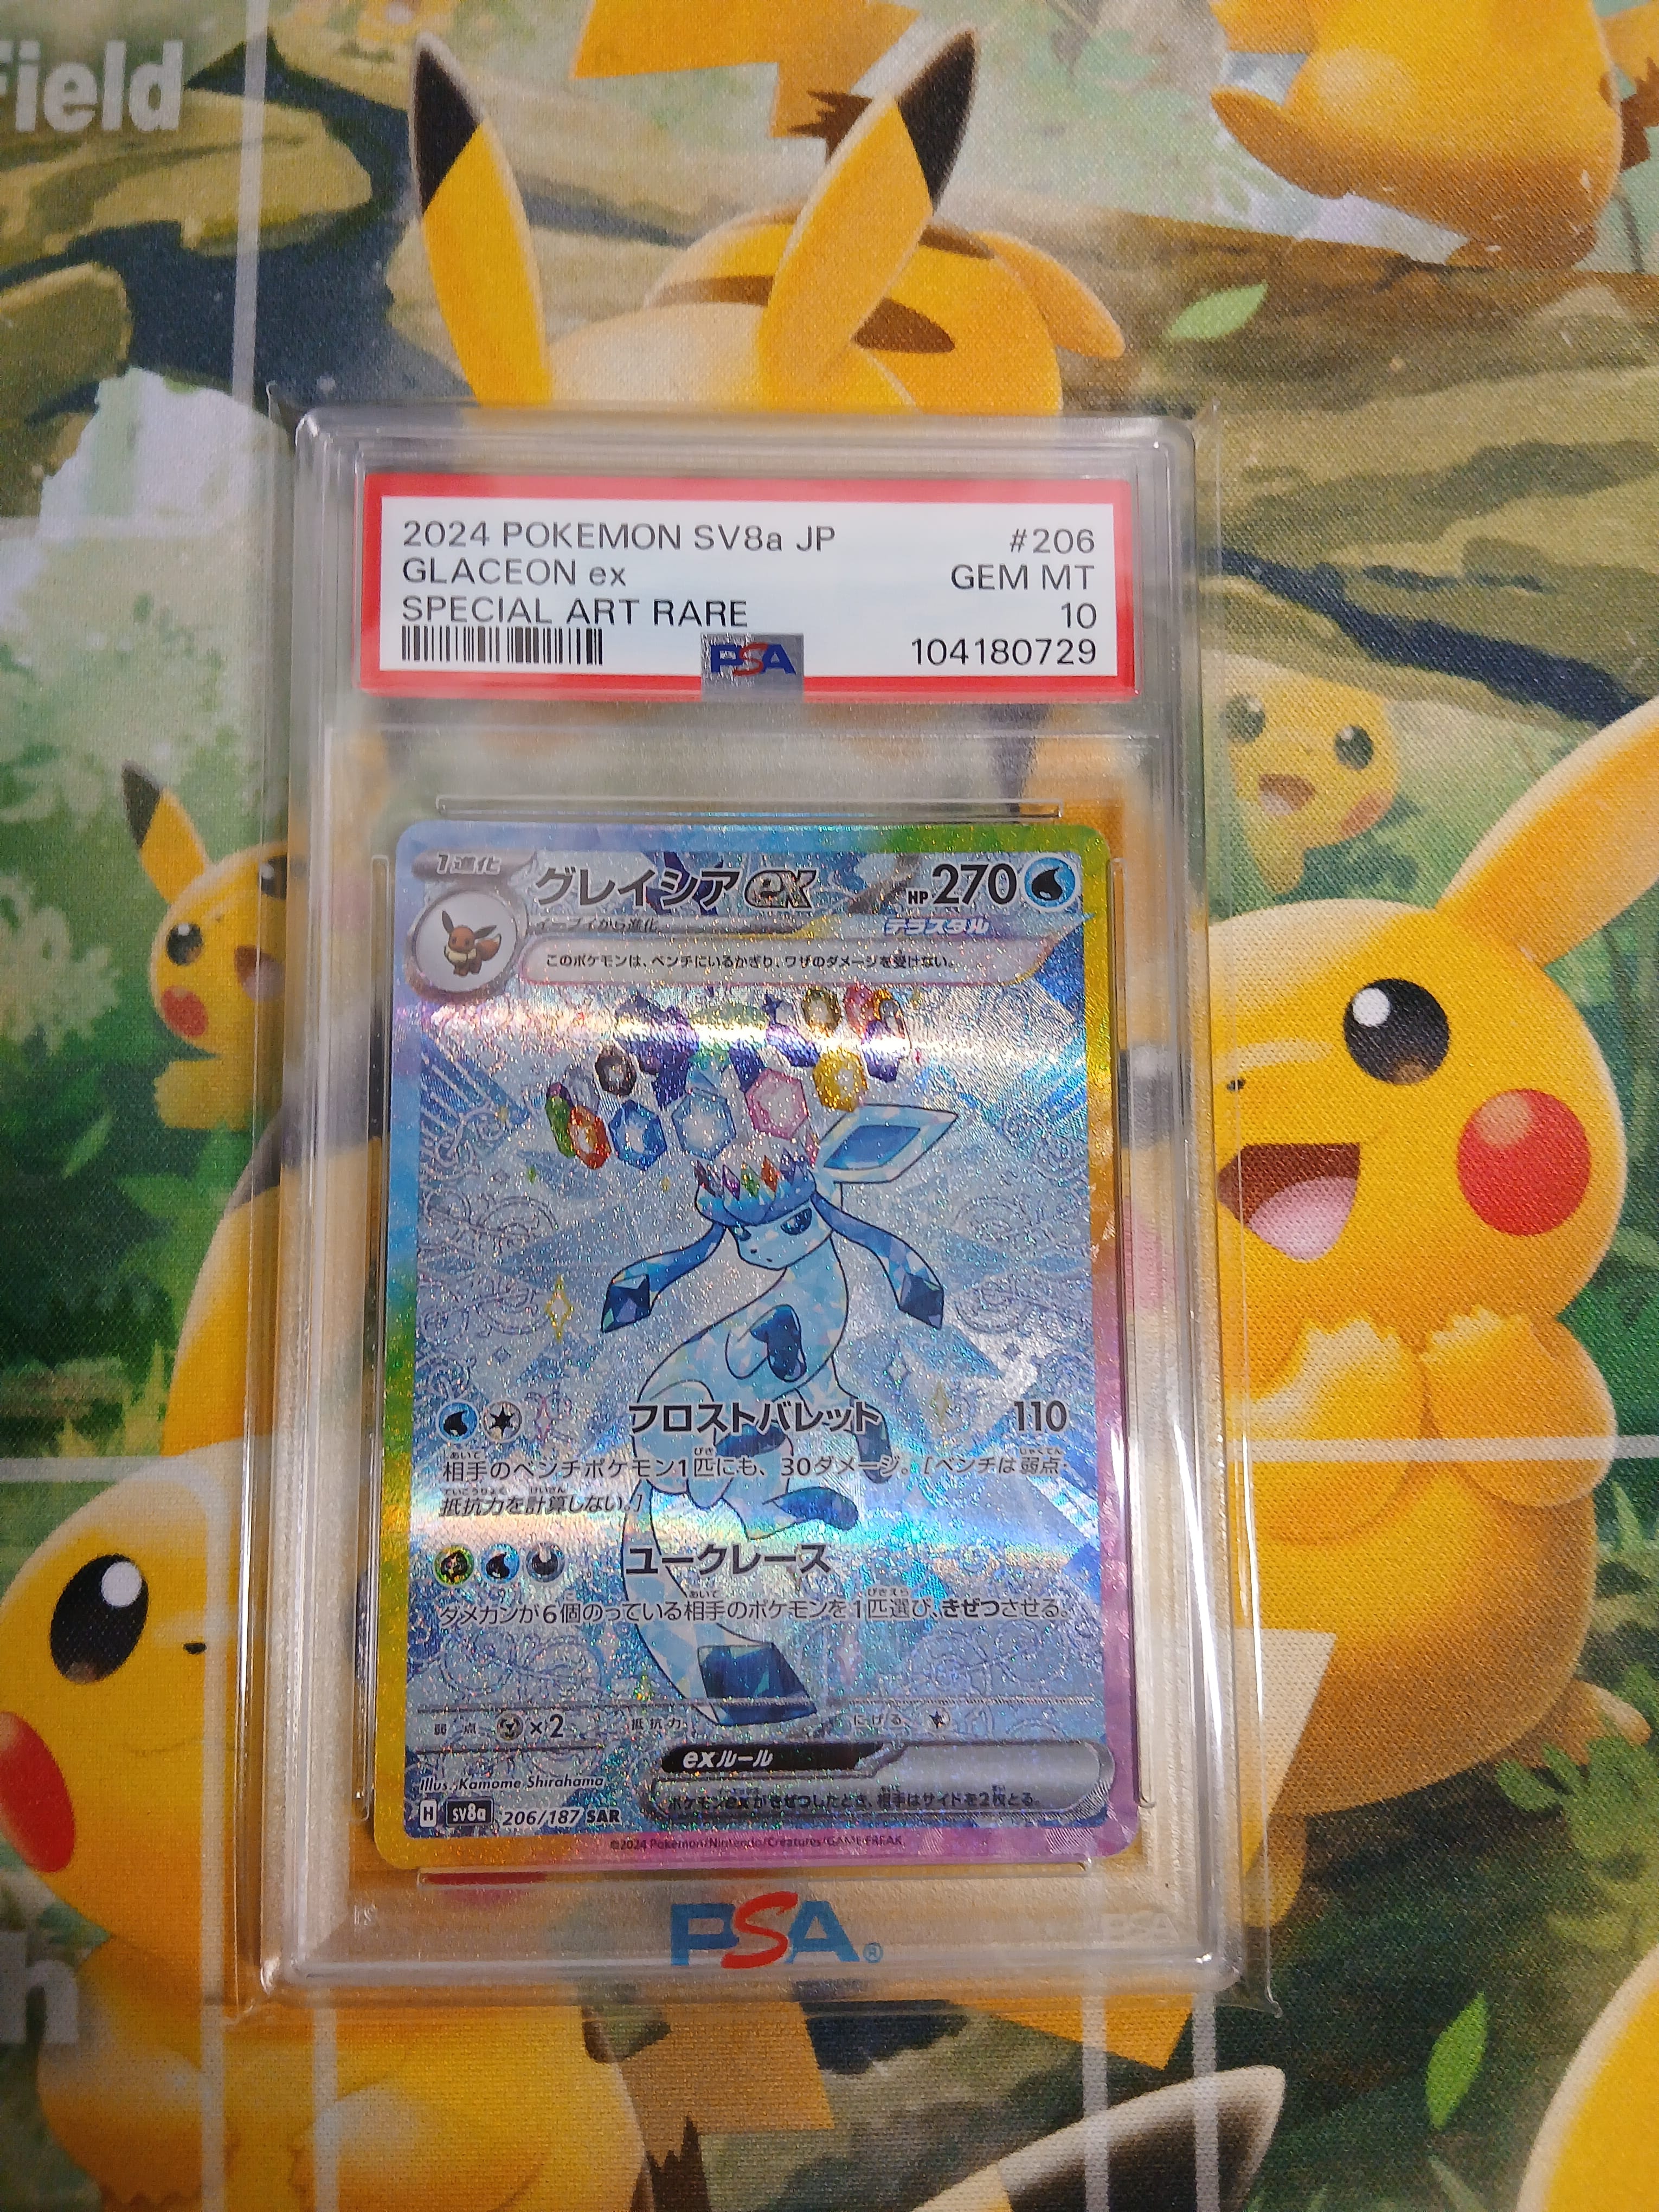 Field
2024 POKEMON SV8a JP #206
GLACEON ex GEM MT
SPECIAL ART RARE 10
PSA 104180729
1進化 グレイシアex HP270
イーブイから進化 テラスタル
このポケモンは、ベンチにいるかぎり、ワザのダメージを受けない。
フロストバレット 110
相手のベンチポケモン1匹にも、30ダメージ。[ベンチは弱点・
抵抗力を計算しない。]
ユークレース
ダメカンが6個のっている相手のポケモンを1匹選び、きぜつさせる。
弱点 ×2 抵抗力 にげる
exルール
Illus. Kamome Shirahama
ポケモンexがきぜつしたとき、相手はサイドを2枚とる。
H SV8a 206/187 SAR
©2024 Pokémon/Nintendo/Creatures/GAME FREAK.
PSA®